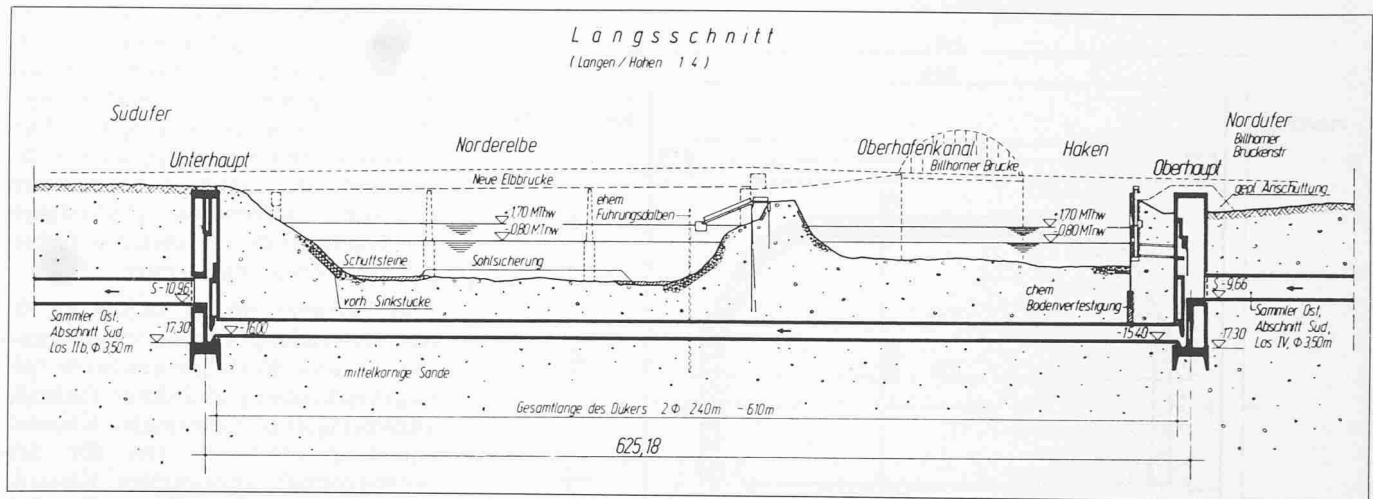 Längsschnitt
(Langen/Hohen 1 4)
Sudufer
Unterhaupt
Norderelbe
Oberhafenkanal
Billhorner Brucke
Haken
Oberhaupt
Nordufer
Billhorner
Bruckenstr
gepl Anschuttung
Neue Elbbrucke
ehem
Fuhrungsdalben
+1,70 MThw
-0,80 MTnw
+1,70 MThw
-0,80 MTnw
Schuttsteine
Sohlsicherung
vorh Sinkstucke
chem
Bodenverfestigung
S-10,96
S-9,66
Sammler Ost,
Abschnitt Sud,
Los IIb, Φ 3,50m
-17,30
-16,00
-15,40
-17,30
Sammler Ost,
Abschnitt Sud,
Los IV, Φ 3,50m
mittelkornige Sande
Gesamtlange des Dukers 2 Φ 2,40m ~610m
625,18